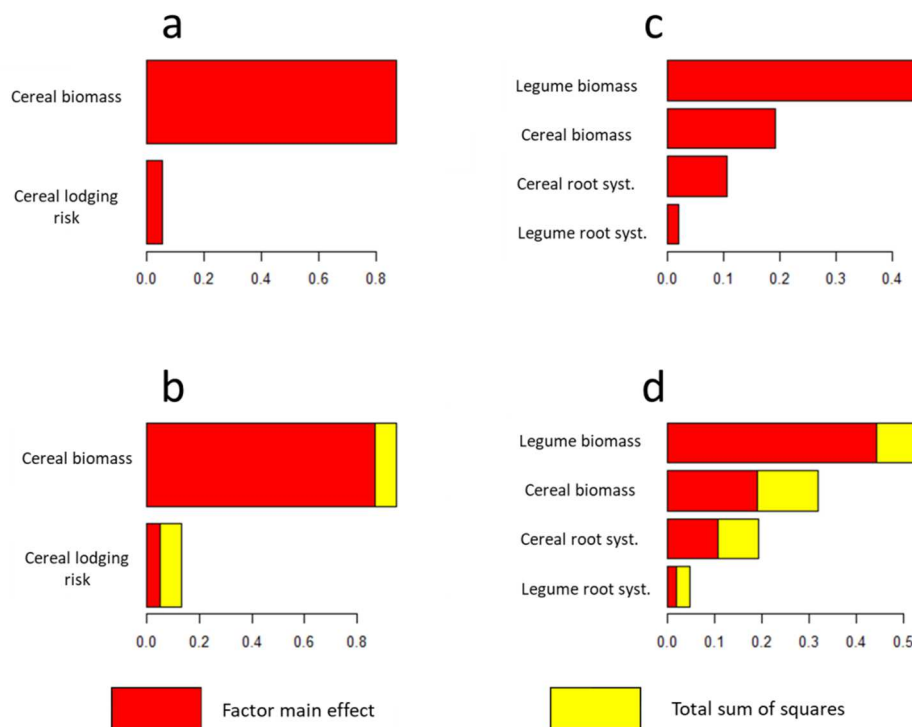 a
Cereal biomass
Cereal lodging
risk
0.0 0.2 0.4 0.6 0.8
c
Legume biomass
Cereal biomass
Cereal root syst.
Legume root syst.
0.0 0.1 0.2 0.3 0.4
b
Cereal biomass
Cereal lodging
risk
0.0 0.2 0.4 0.6 0.8
d
Legume biomass
Cereal biomass
Cereal root syst.
Legume root syst.
0.0 0.1 0.2 0.3 0.4 0.5
Factor main effect
Total sum of squares